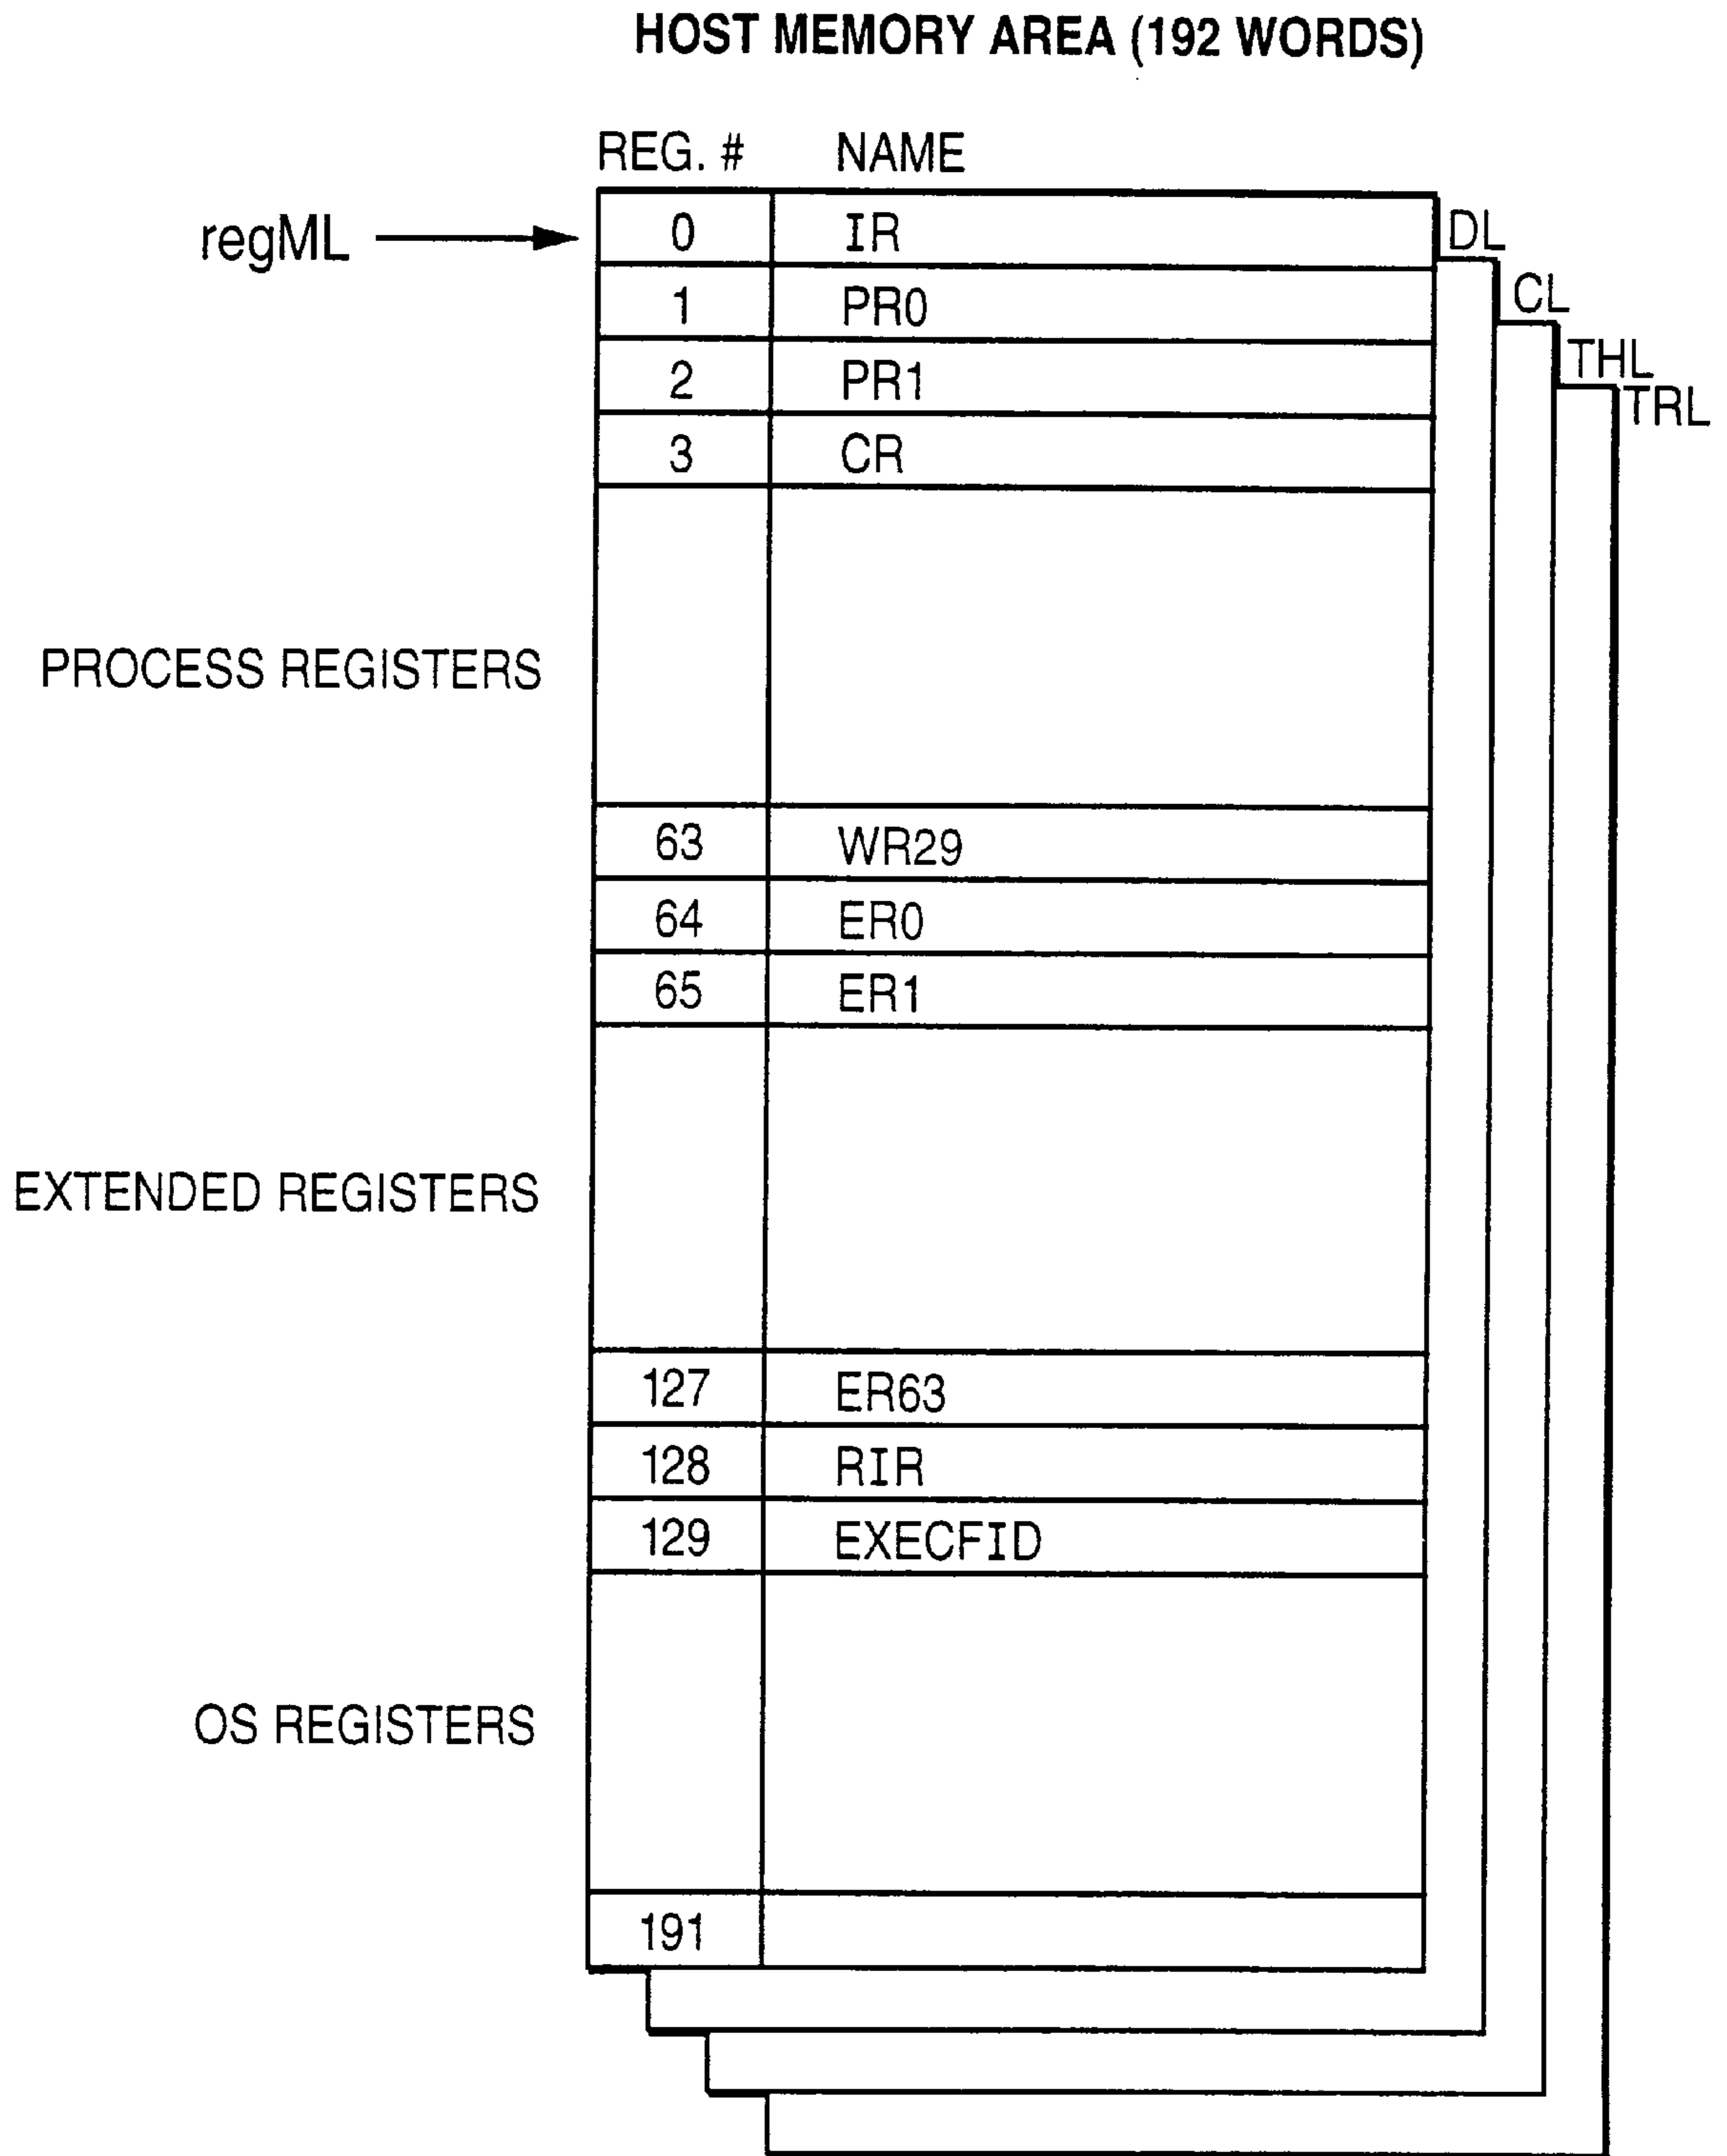 HOST MEMORY AREA (192 WORDS)
REG. # NAME
regML 0 IR DL
1 PR0 CL
2 PR1 THL
TRL
3 CR
PROCESS REGISTERS
63 WR29
64 ER0
65 ER1
EXTENDED REGISTERS
127 ER63
128 RIR
129 EXECFID
OS REGISTERS
191